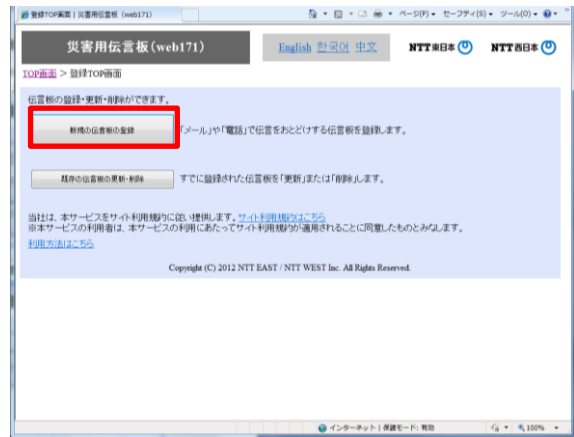 登録TOP画面 | 災害用伝言板 (web171)
ページ(P) セーフティ(S) ツール(O)
災害用伝言板(web171)
English 한국어 中文
NTT東日本
NTT西日本
TOP画面 > 登録TOP画面
伝言板の登録・更新・削除ができます。
新規の伝言板の登録
「メール」や「電話」で伝言をおとどけする伝言板を登録します。
既存の伝言板の更新・削除
すでに登録された伝言板を「更新」または「削除」します。
当社は、本サービスをサイト利用規約に従い提供します。サイト利用規約はこちら
※本サービスの利用者は、本サービスの利用にあたってサイト利用規約が適用されることに同意したものとみなします。
利用方法はこちら
Copyright (C) 2012 NTT EAST / NTT WEST Inc. All Rights Reserved.
インターネット | 保護モード: 有効
100%